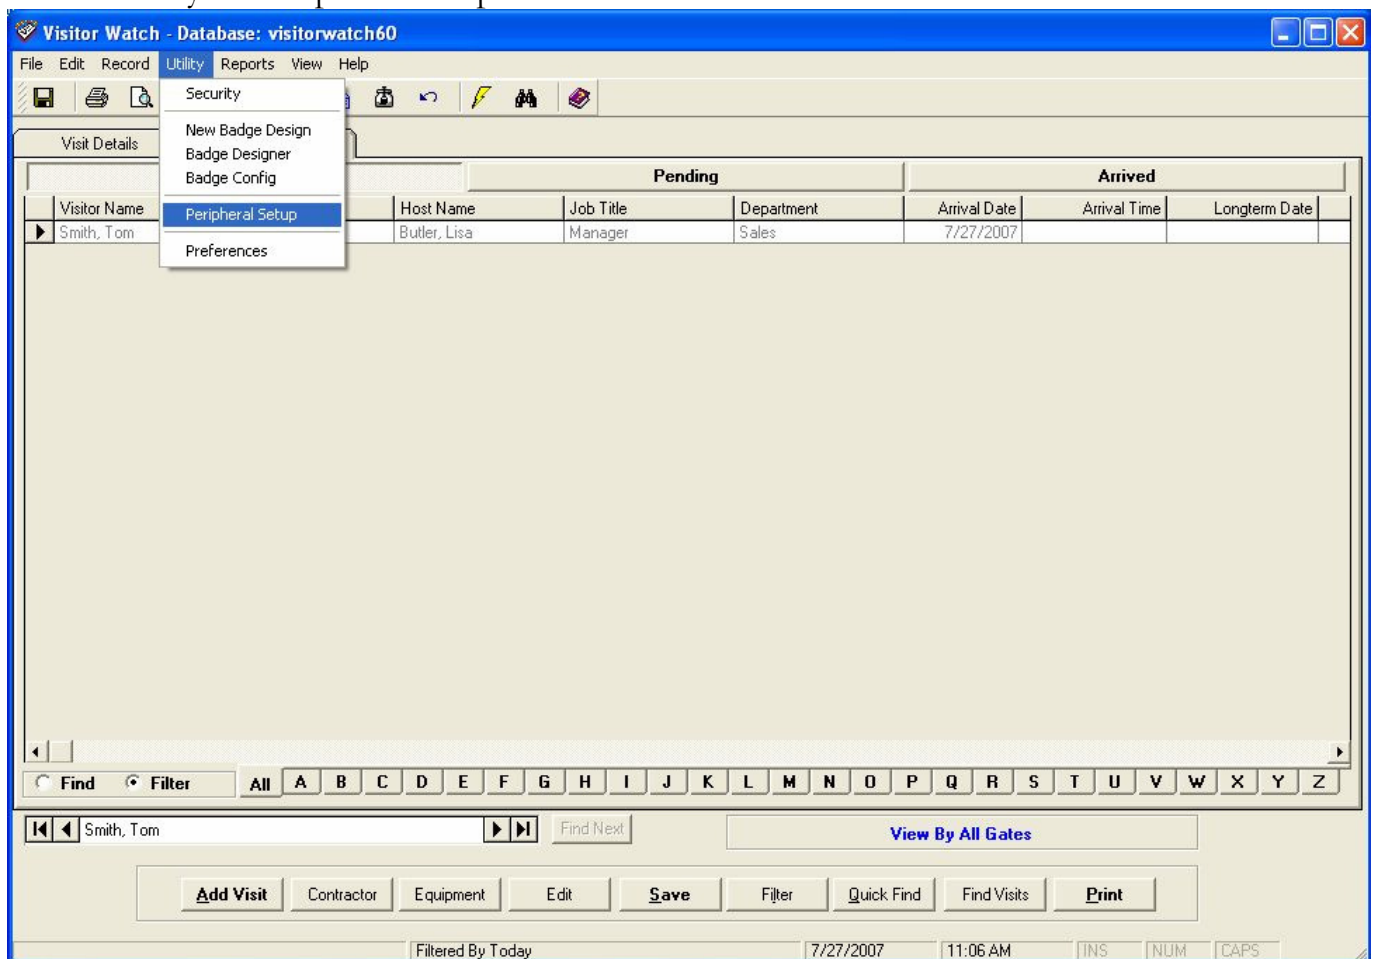 Visitor Watch - Database: visitorwatch60
File Edit Record Utility Reports View Help
Security
New Badge Design
Badge Designer
Badge Config
Peripheral Setup
Preferences
Visit Details
Pending Arrived
Visitor Name Host Name Job Title Department Arrival Date Arrival Time Longterm Date
Smith, Tom Butler, Lisa Manager Sales 7/27/2007
Find Filter All A B C D E F G H I J K L M N O P Q R S T U V W X Y Z
Smith, Tom Find Next View By All Gates
Add Visit Contractor Equipment Edit Save Filter Quick Find Find Visits Print
Filtered By Today 7/27/2007 11:06 AM INS NUM CAPS